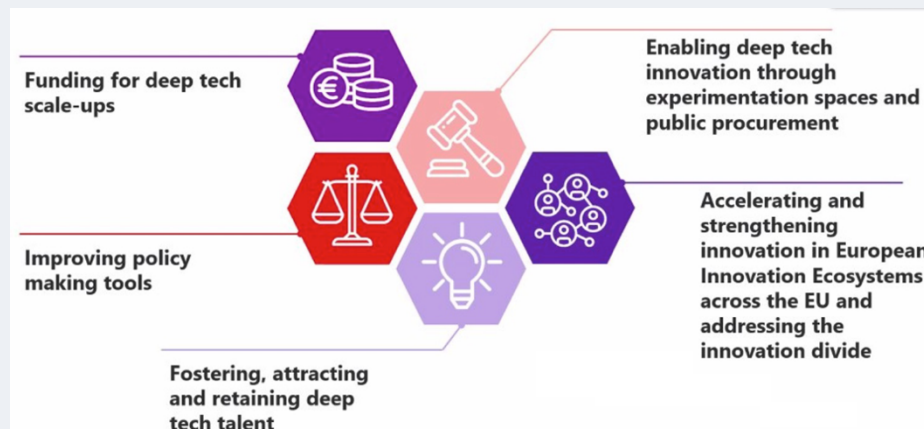 Funding for deep tech
scale-ups
Enabling deep tech
innovation through
experimentation spaces and
public procurement
Improving policy
making tools
Accelerating and
strengthening
innovation in European
Innovation Ecosystems
across the EU and
addressing the
innovation divide
Fostering, attracting
and retaining deep
tech talent
€